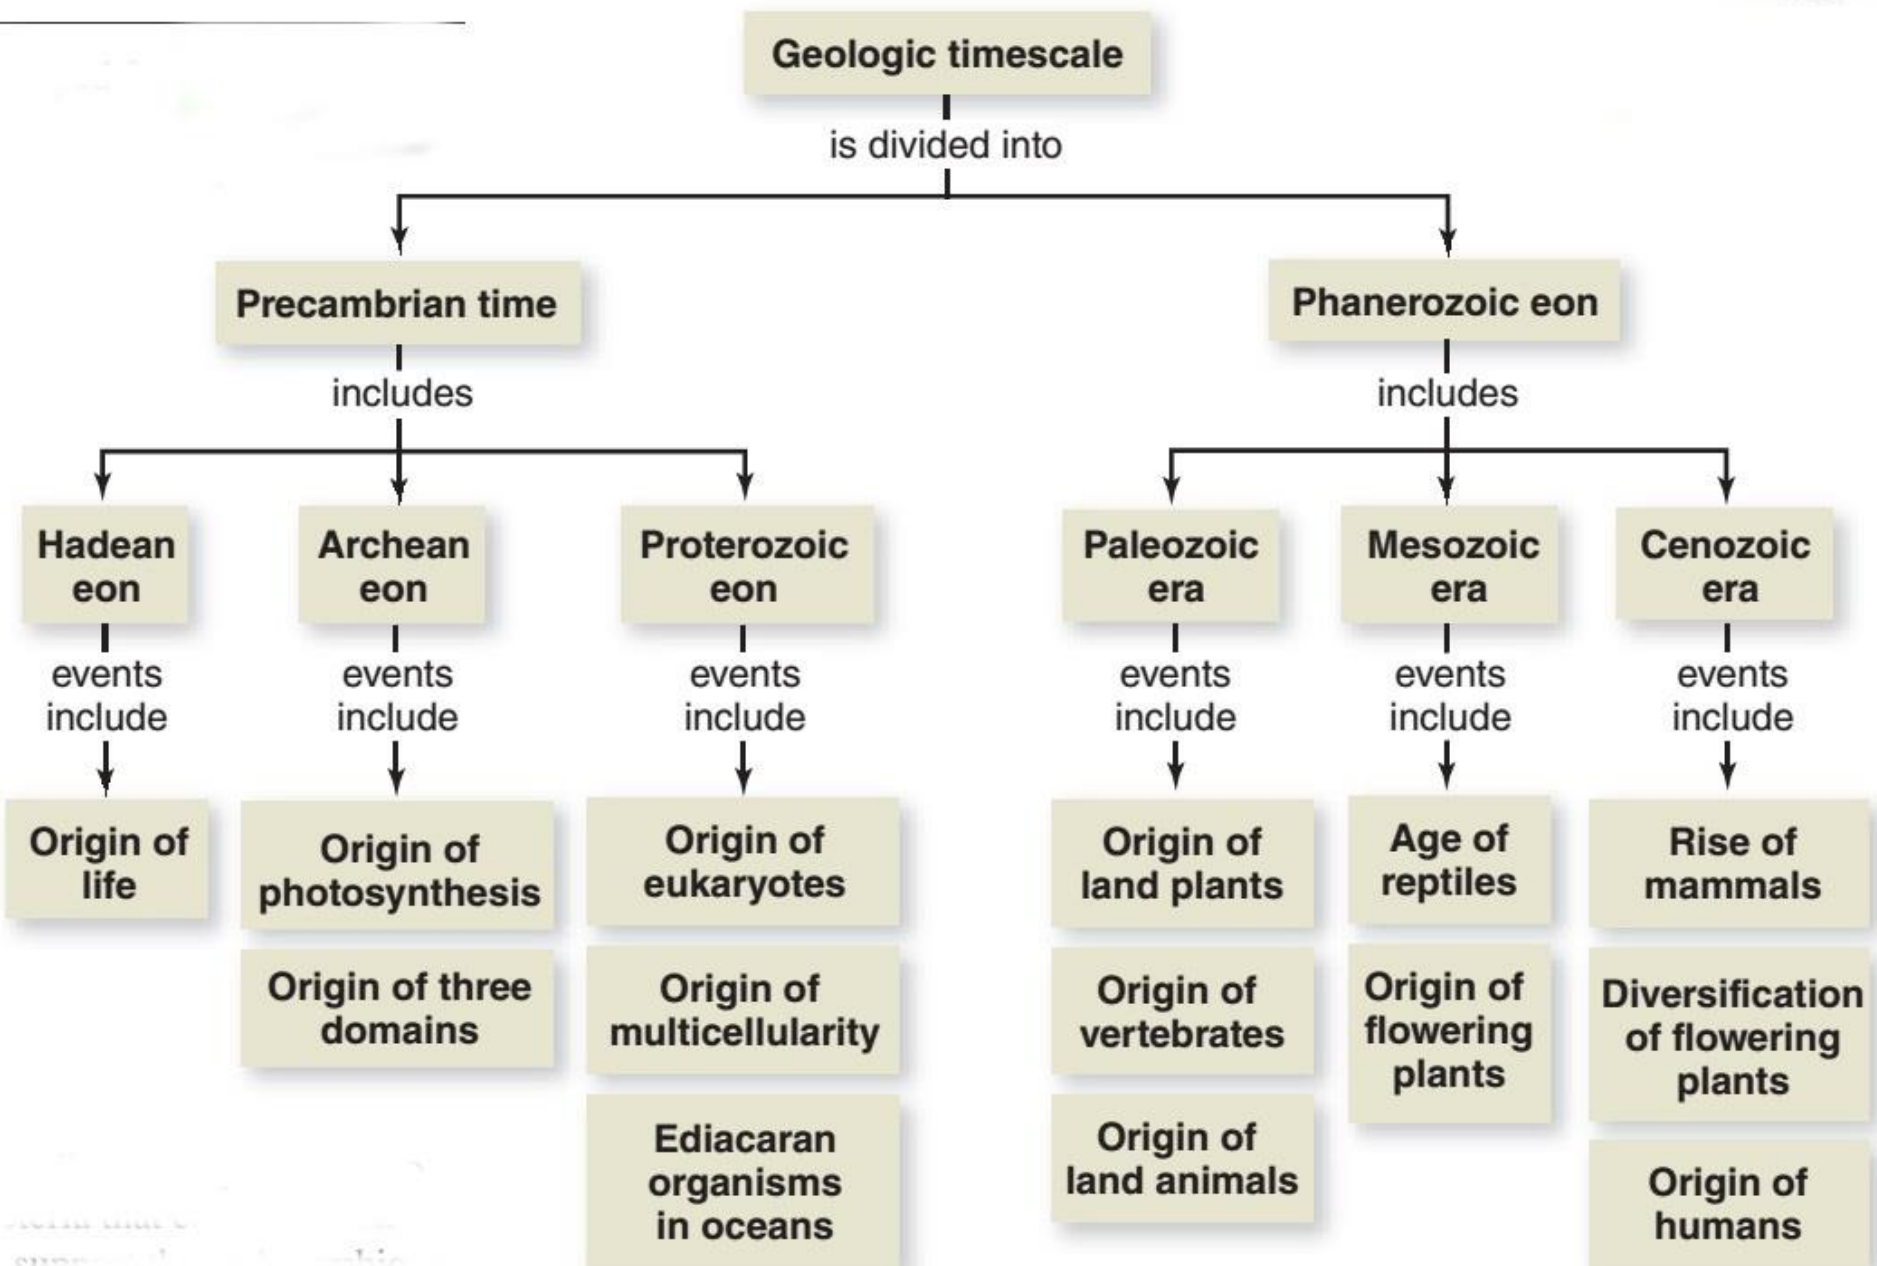 Geologic timescale
is divided into
Precambrian time
Phanerozoic eon
includes
includes
Hadean
eon
Archean
eon
Proterozoic
eon
Paleozoic
era
Mesozoic
era
Cenozoic
era
events
include
events
include
events
include
events
include
events
include
events
include
Origin of
life
Origin of
photosynthesis
Origin of three
domains
Origin of
eukaryotes
Origin of
multicellularity
Ediacaran
organisms
in oceans
Origin of
land plants
Origin of
vertebrates
Origin of
land animals
Age of
reptiles
Origin of
flowering
plants
Rise of
mammals
Diversification
of flowering
plants
Origin of
humans